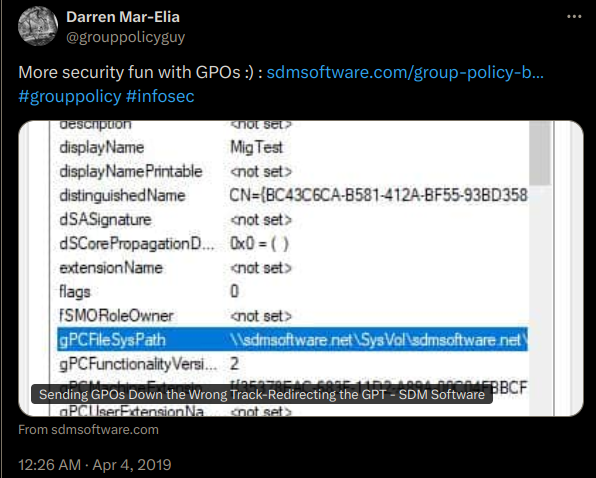 Darren Mar-Elia
@grouppolicyguy
More security fun with GPOs :) : sdmsoftware.com/group-policy-b...
#grouppolicy #infosec
description <not set>
displayName MigTest
displayNamePrintable <not set>
distinguishedName CN={BC43C6CA-B581-412A-BF55-93BD358
dSASignature <not set>
dSCorePropagationD... 0x0 = ( )
extensionName <not set>
flags 0
fSMORoleOwner <not set>
gPCFileSysPath \\sdmsoftware.net\SysVol\sdmsoftware.net\
gPCFunctionalityVersi... 2
Sending GPOs Down the Wrong Track-Redirecting the GPT - SDM Software
gPCUserExtensionNa... <not set>
From sdmsoftware.com
12:26 AM · Apr 4, 2019